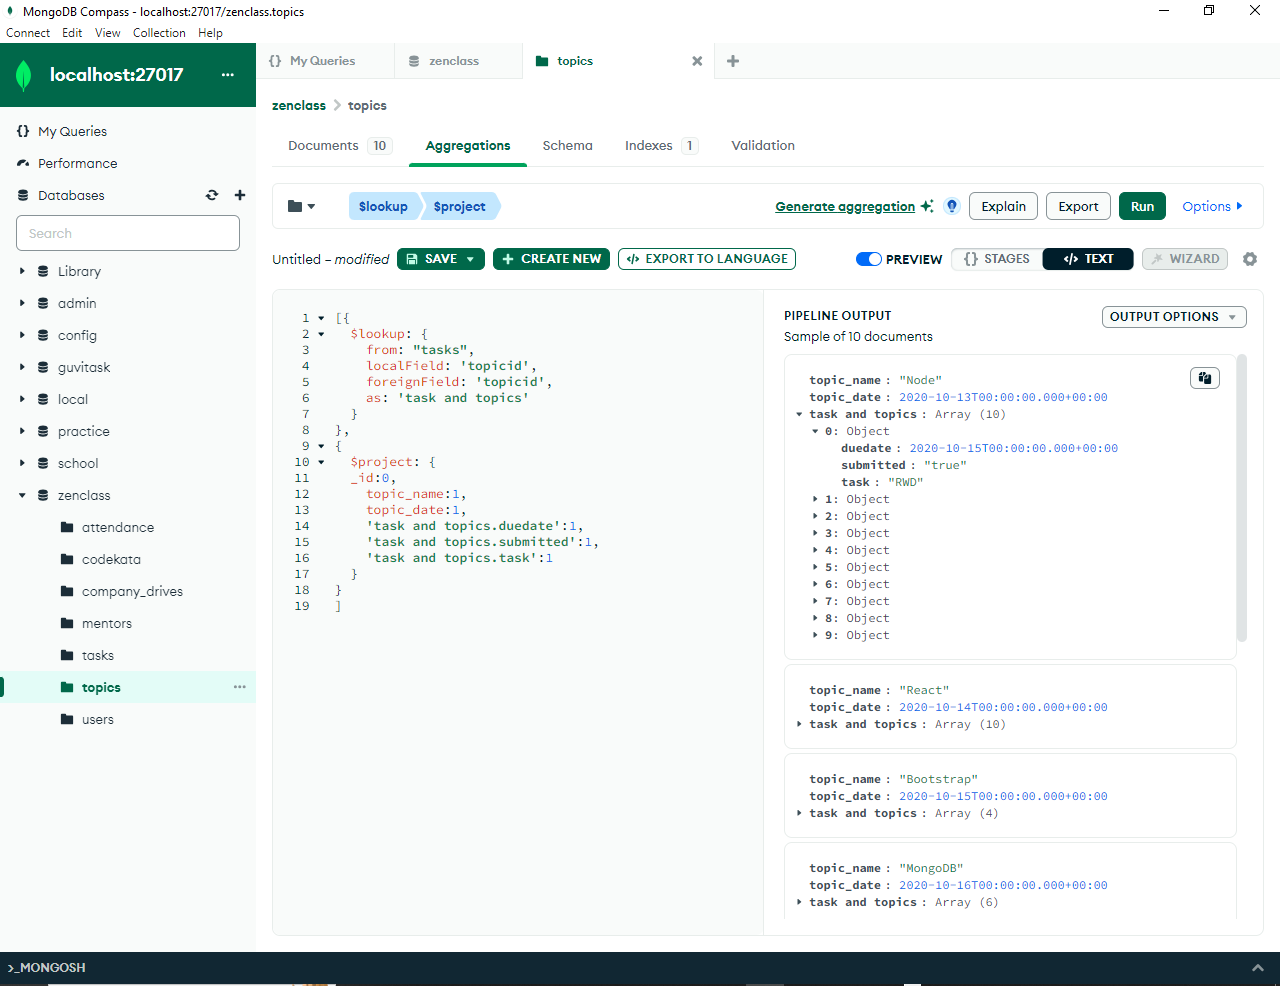 MongoDB Compass - localhost:27017/zenclass.topics
Connect Edit View Collection Help
localhost:27017 ...
My Queries
Performance
Databases
Search
Library
admin
config
guvitask
local
practice
school
zenclass
attendance
codekata
company_drives
mentors
tasks
topics ...
users
{} My Queries
zenclass
topics
zenclass > topics
Documents 10 Aggregations Schema Indexes 1 Validation
$lookup $project Generate aggregation Explain Export Run Options
Untitled – modified SAVE + CREATE NEW </> EXPORT TO LANGUAGE PREVIEW {} STAGES </> TEXT WIZARD
1 [{
2 $lookup: {
3 from: "tasks",
4 localField: 'topicid',
5 foreignField: 'topicid',
6 as: 'task and topics'
7 }
8 },
9 {
10 $project: {
11 _id:0,
12 topic_name:1,
13 topic_date:1,
14 'task and topics.duedate':1,
15 'task and topics.submitted':1,
16 'task and topics.task':1
17 }
18 }
19 ]
PIPELINE OUTPUT
Sample of 10 documents
OUTPUT OPTIONS
topic_name : "Node"
topic_date : 2020-10-13T00:00:00.000+00:00
task and topics : Array (10)
0: Object
duedate : 2020-10-15T00:00:00.000+00:00
submitted : "true"
task : "RWD"
1: Object
2: Object
3: Object
4: Object
5: Object
6: Object
7: Object
8: Object
9: Object
topic_name : "React"
topic_date : 2020-10-14T00:00:00.000+00:00
task and topics : Array (10)
topic_name : "Bootstrap"
topic_date : 2020-10-15T00:00:00.000+00:00
task and topics : Array (4)
topic_name : "MongoDB"
topic_date : 2020-10-16T00:00:00.000+00:00
task and topics : Array (6)
>_MONGOSH